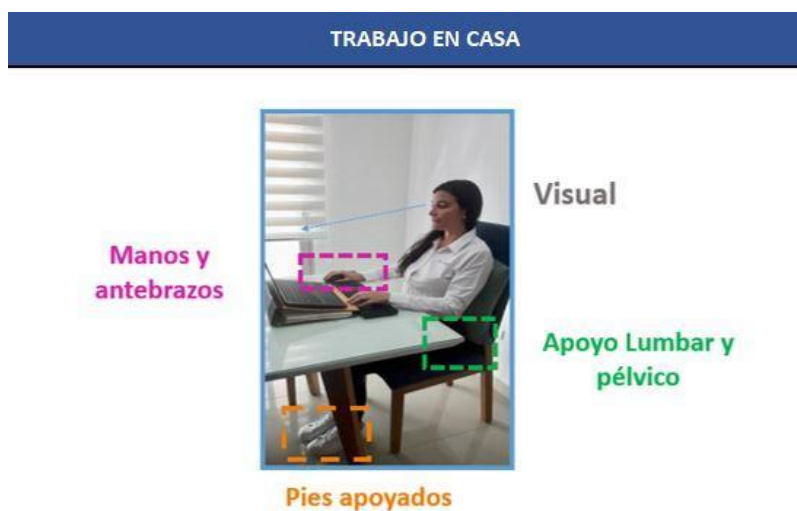 TRABAJO EN CASA
Visual
Manos y
antebrazos
Apoyo Lumbar y
pélvico
Pies apoyados